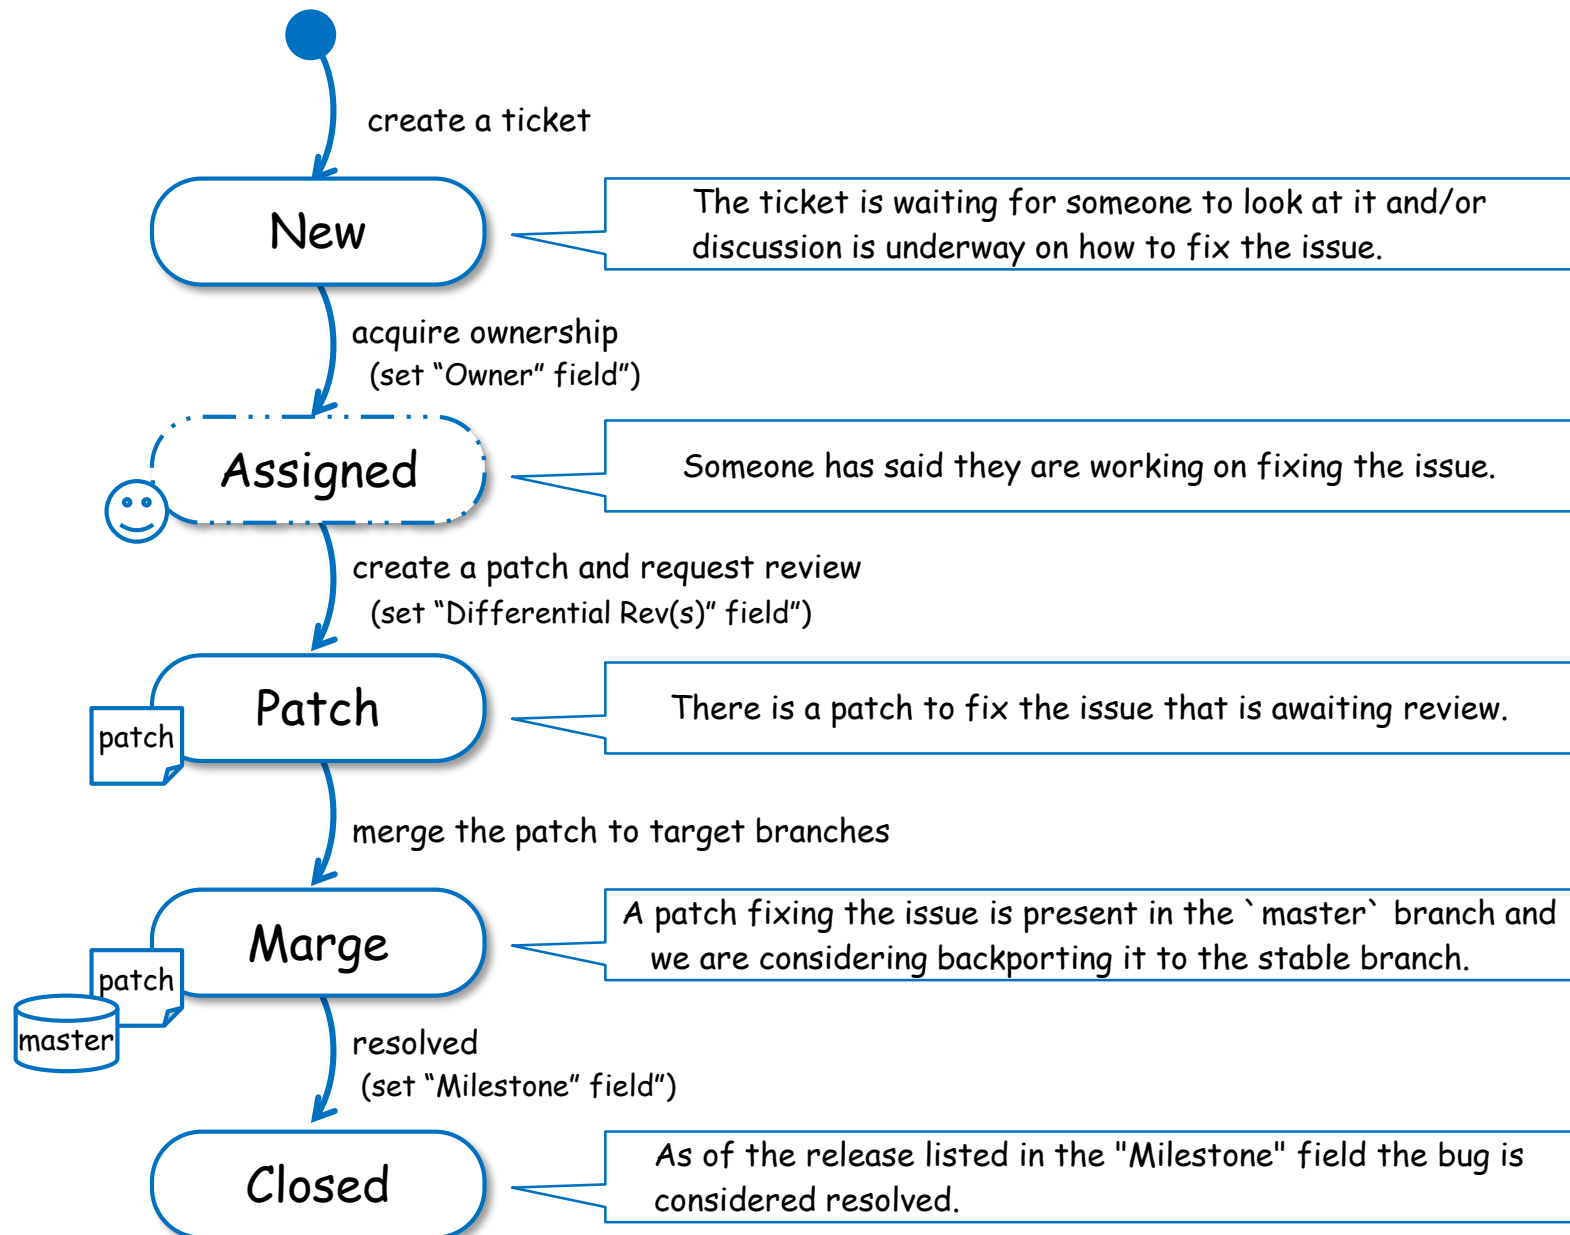 create a ticket
New
The ticket is waiting for someone to look at it and/or
discussion is underway on how to fix the issue.
acquire ownership
(set “Owner” field”)
Assigned
Someone has said they are working on fixing the issue.
create a patch and request review
(set “Differential Rev(s)” field”)
Patch
patch
There is a patch to fix the issue that is awaiting review.
merge the patch to target branches
Marge
patch
master
A patch fixing the issue is present in the `master` branch and
we are considering backporting it to the stable branch.
resolved
(set “Milestone” field”)
Closed
As of the release listed in the "Milestone" field the bug is
considered resolved.